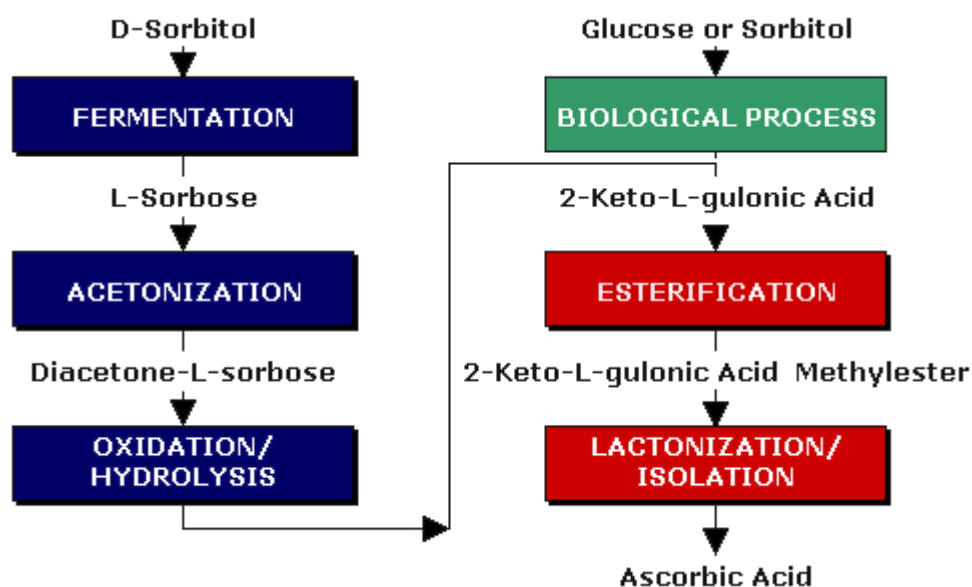 D-Sorbitol
FERMENTATION
L-Sorbose
ACETONIZATION
Diacetone-L-sorbose
OXIDATION/
HYDROLYSIS
Glucose or Sorbitol
BIOLOGICAL PROCESS
2-Keto-L-gulonic Acid
ESTERIFICATION
2-Keto-L-gulonic Acid Methylester
LACTONIZATION/
ISOLATION
Ascorbic Acid